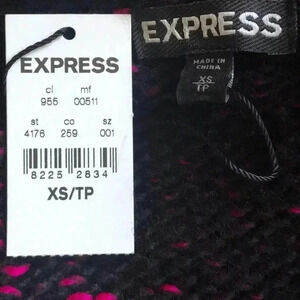 EXPRESS
cl mf
955 00511
st co sz
4176 259 001
8225 2834
XS/TP
EXPRESS
MADE IN
CHINA
XS
TP